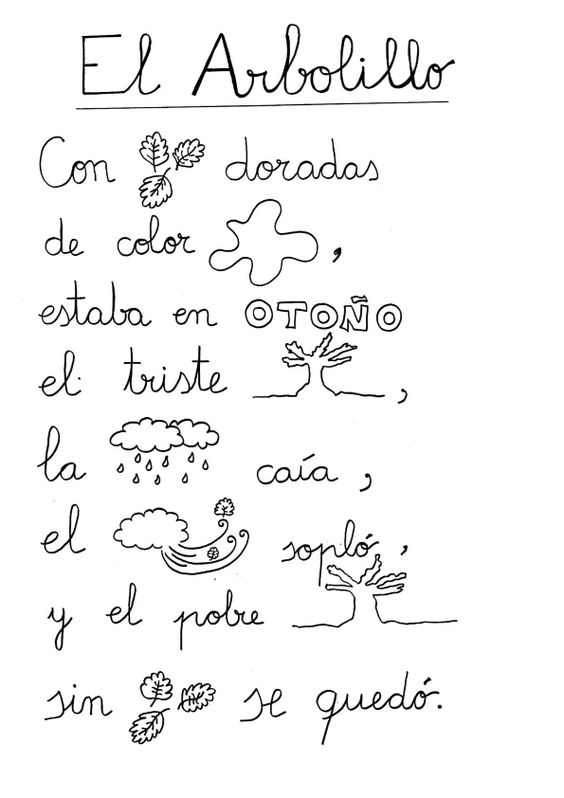 El Arbolillo
Con doradas
de color ,
estaba en OTOÑO
el triste ,
la caía ,
el sopló ,
y el pobre
sin se quedó.